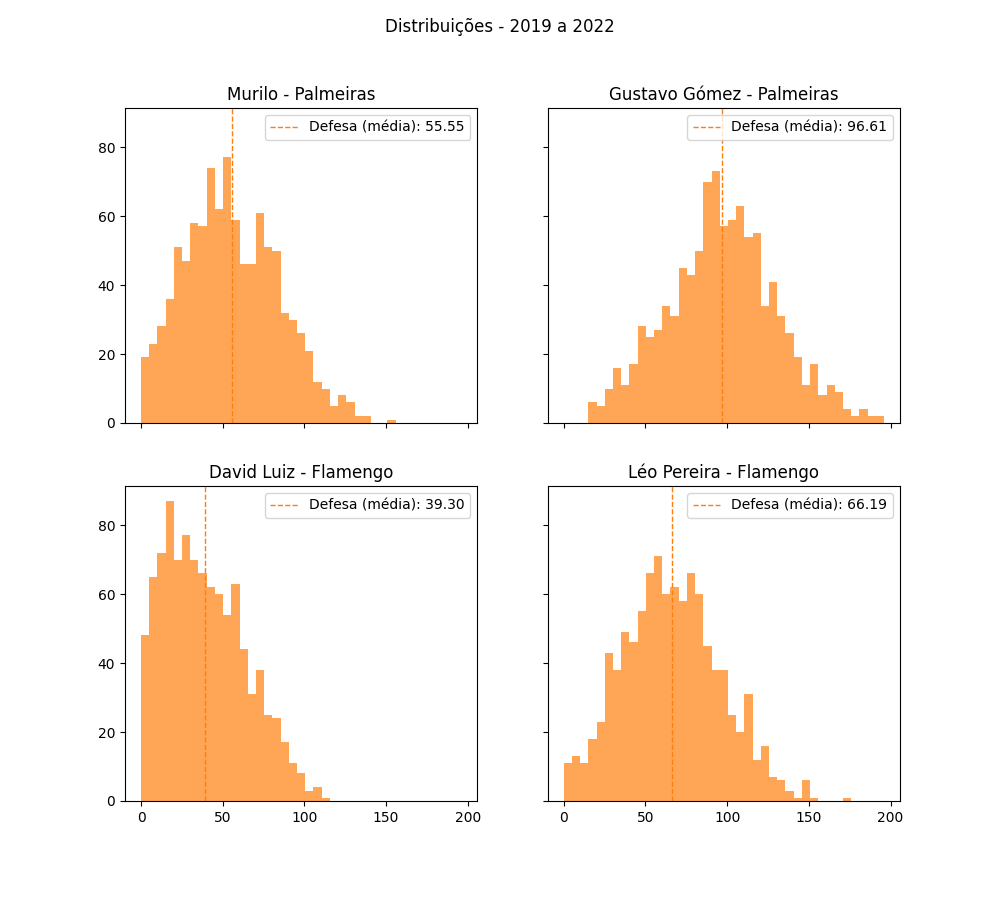 Distribuições - 2019 a 2022
Murilo - Palmeiras
Defesa (média): 55.55
80
60
40
20
0
Gustavo Gómez - Palmeiras
Defesa (média): 96.61
David Luiz - Flamengo
Defesa (média): 39.30
80
60
40
20
0
0 50 100 150 200
Léo Pereira - Flamengo
Defesa (média): 66.19
0 50 100 150 200